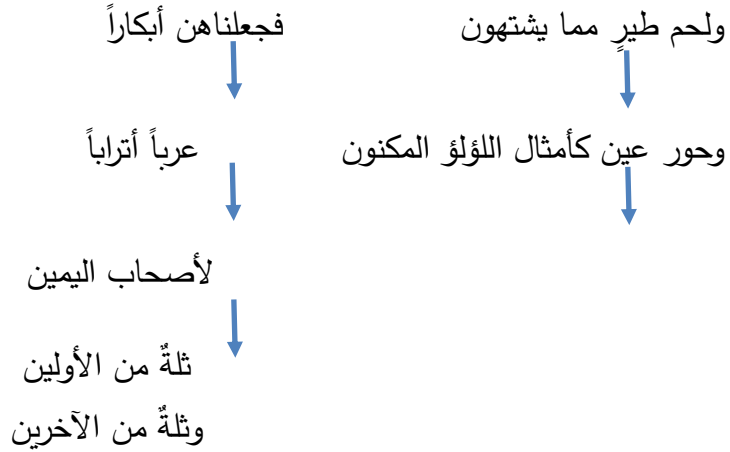 ولحم طيرٍ مما يشتهون
وحور عين كأمثال اللؤلؤ المكنون
فجعلناهن أبكاراً
عرباً أتراباً
لأصحاب اليمين
ثلةٌ من الأولين
وثلةٌ من الآخرين